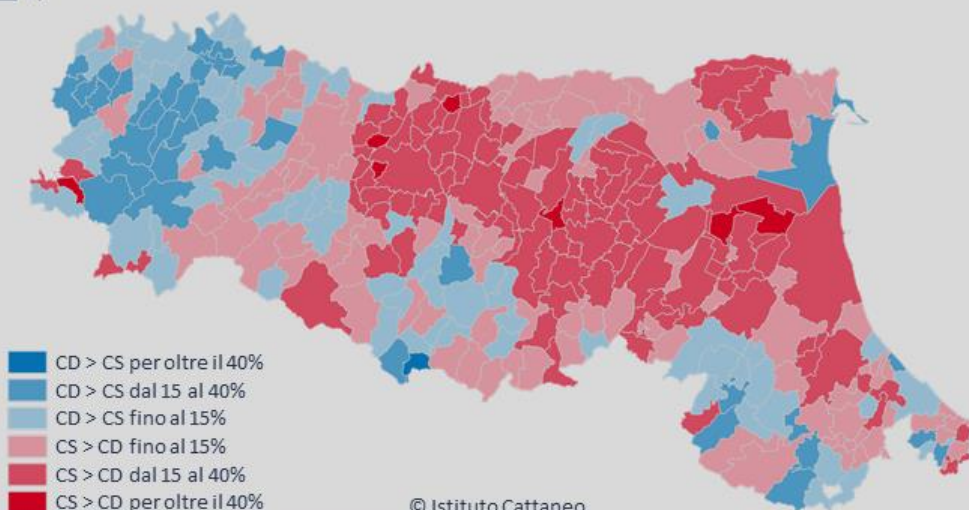 CD > CS per oltre il 40%
CD > CS dal 15 al 40%
CD > CS fino al 15%
CS > CD fino al 15%
CS > CD dal 15 al 40%
CS > CD per oltre il 40%
© Istituto Cattaneo